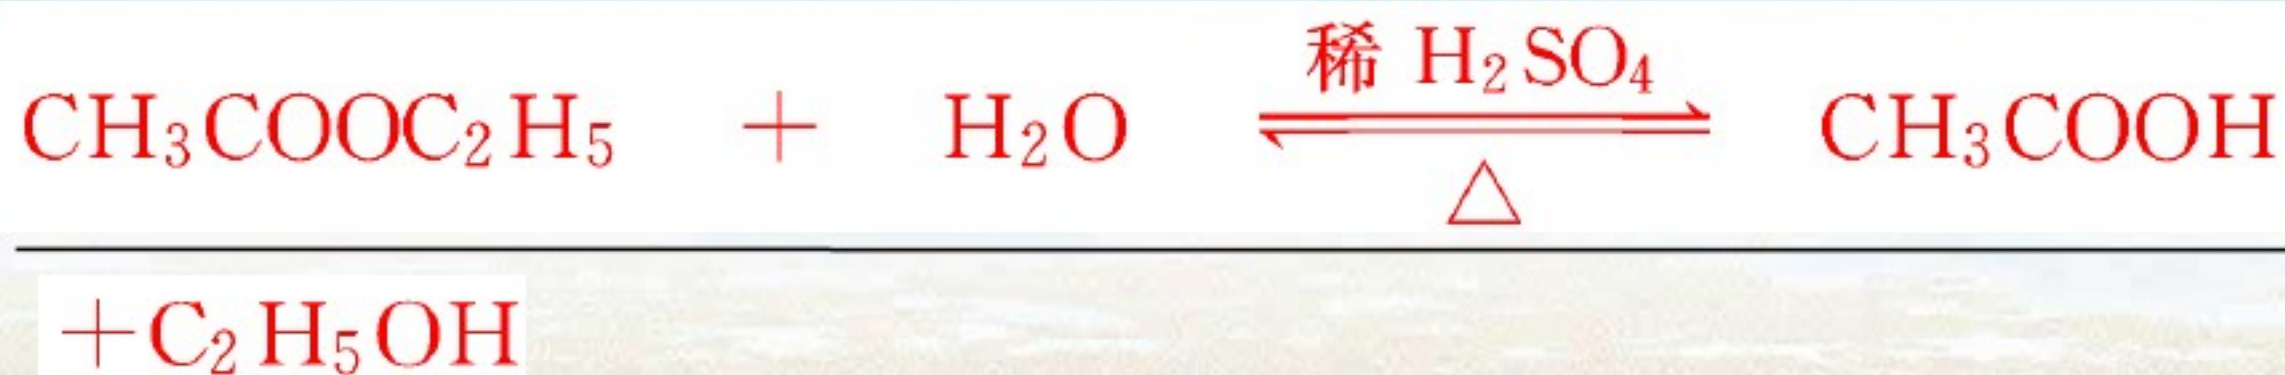 CH₃COOC₂H₅ + H₂O ⇌ 稀 H₂SO₄ △ CH₃COOH
+C₂H₅OH